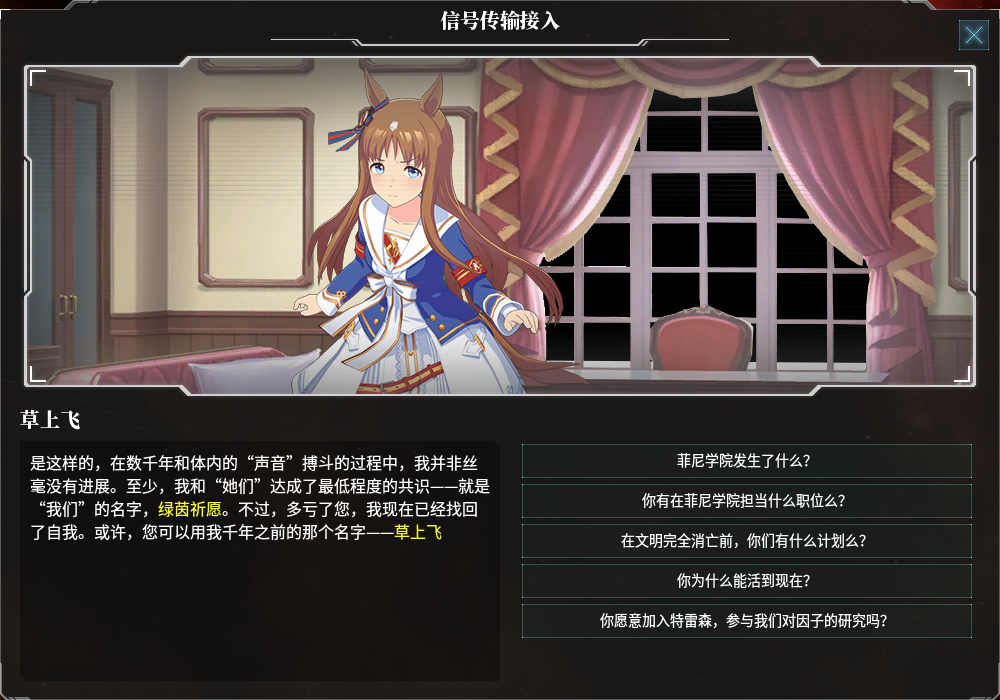 信号传输接入
草上飞
是这样的，在数千年和体内的“声音”搏斗的过程中，我并非丝
毫没有进展。至少，我和“她们”达成了最低程度的共识——就是
“我们”的名字，绿茵祈愿。不过，多亏了您，我现在已经找回
了自我。或许，您可以用我千年之前的那个名字——草上飞
菲尼学院发生了什么？
你有在菲尼学院担当什么职位么？
在文明完全消亡前，你们有什么计划么？
你为什么能活到现在？
你愿意加入特雷森，参与我们对因子的研究吗？